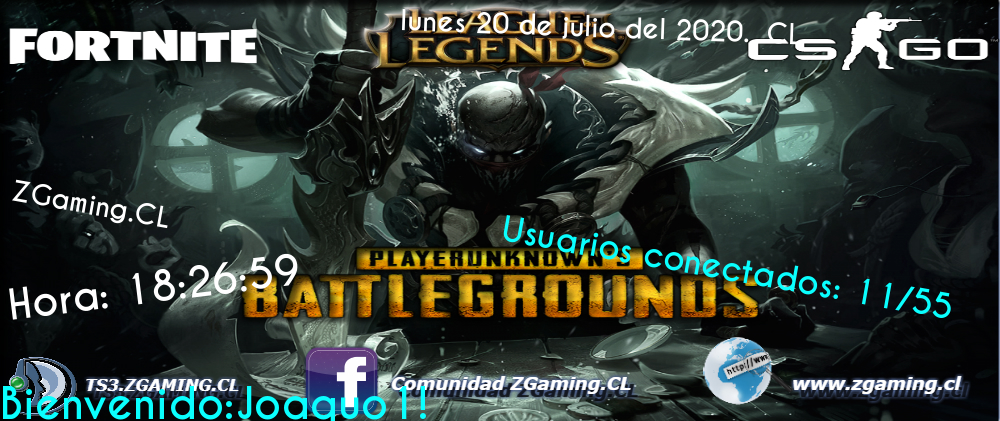 lunes 20 de julio del 2020. CL
FORTNITE
LEAGUE OF
LEGENDS
CS GO
ZGaming.CL
Usuarios conectados: 11/55
PLAYERUNKNOWN'S
BATTLEGROUNDS
Hora: 18:26:59
http://www
TS3.ZGAMING.CL
f
Comunidad ZGaming.CL
www.zgaming.cl
Bienvenido:Joaquo1!